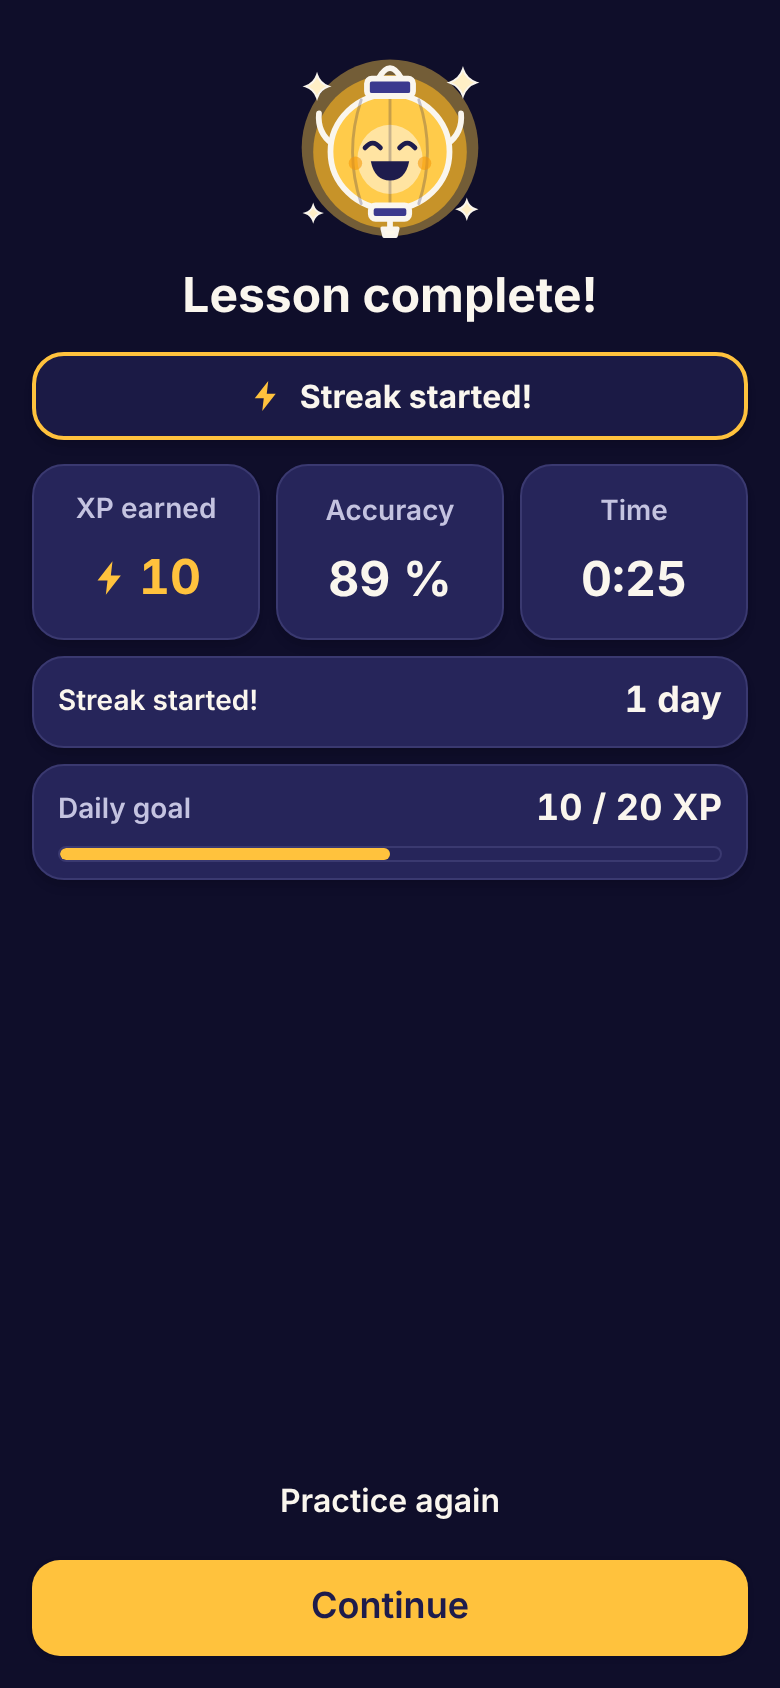 Lesson complete!
Streak started!
XP earned
10
Accuracy
89 %
Time
0:25
Streak started!
1 day
Daily goal
10 / 20 XP
Practice again
Continue